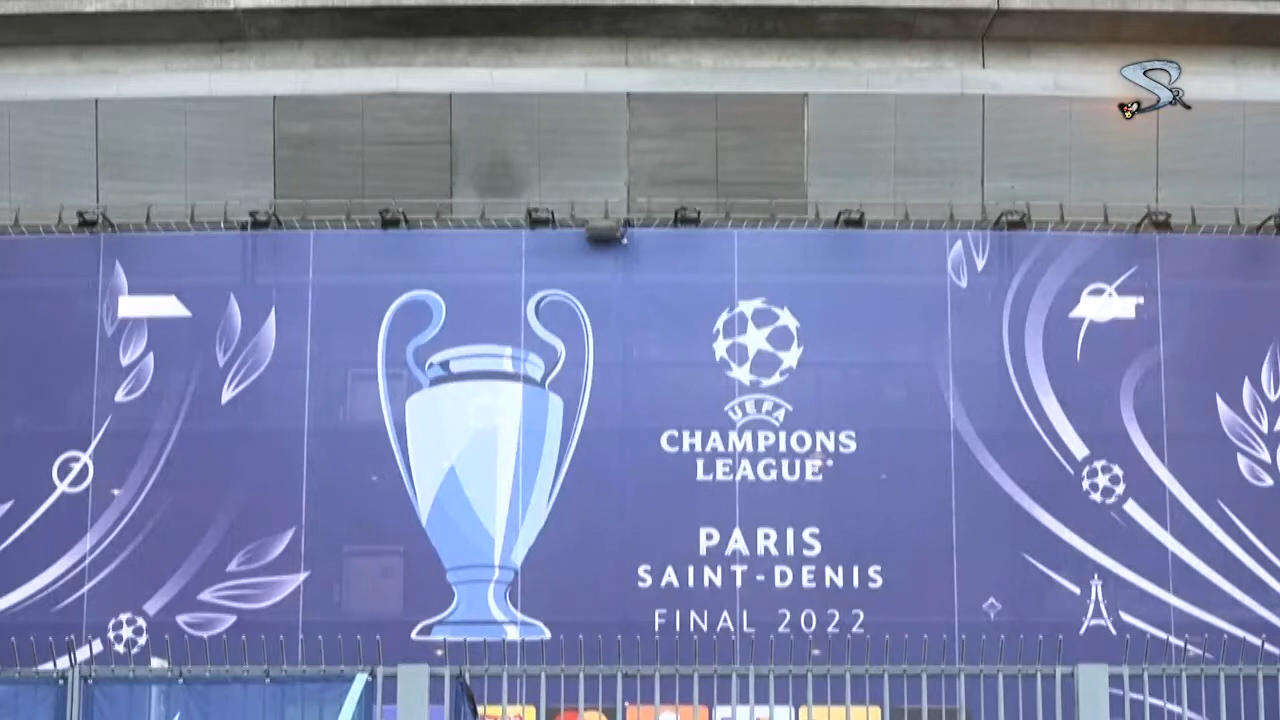 UEFA
CHAMPIONS
LEAGUE
PARIS
SAINT-DENIS
FINAL 2022